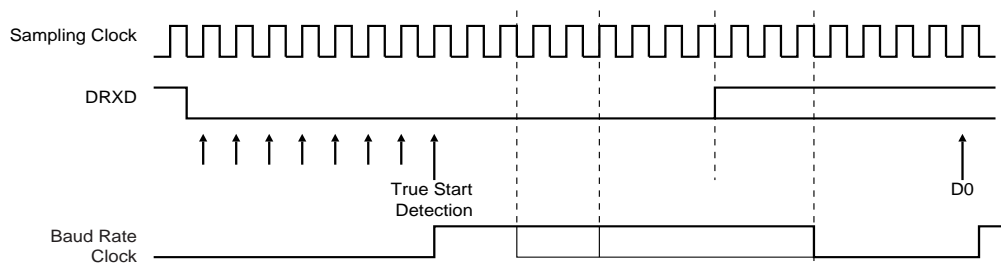 Sampling Clock
DRXD
True Start
Detection
D0
Baud Rate
Clock